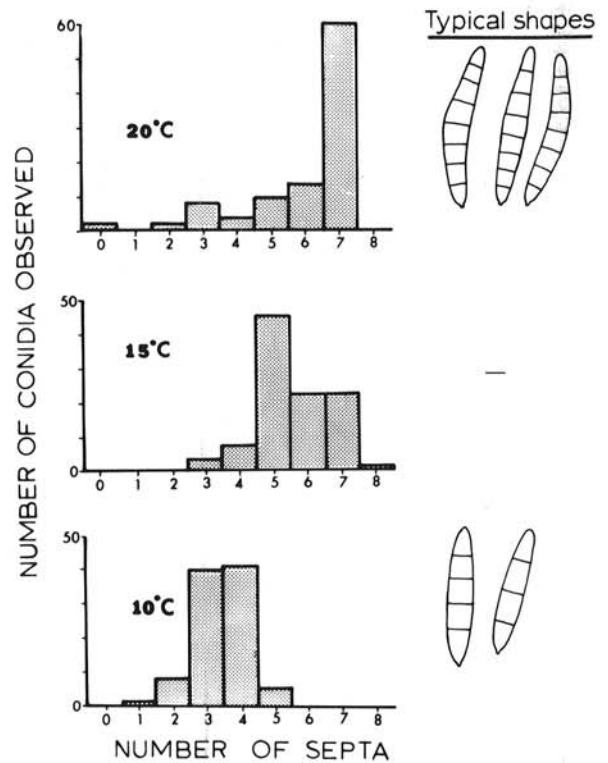 Typical shapes
NUMBER OF CONIDIA OBSERVED
60
20°C
0
0 1 2 3 4 5 6 7 8
50
15°C
0
0 1 2 3 4 5 6 7 8
50
10°C
0
0 1 2 3 4 5 6 7 8
NUMBER OF SEPTA